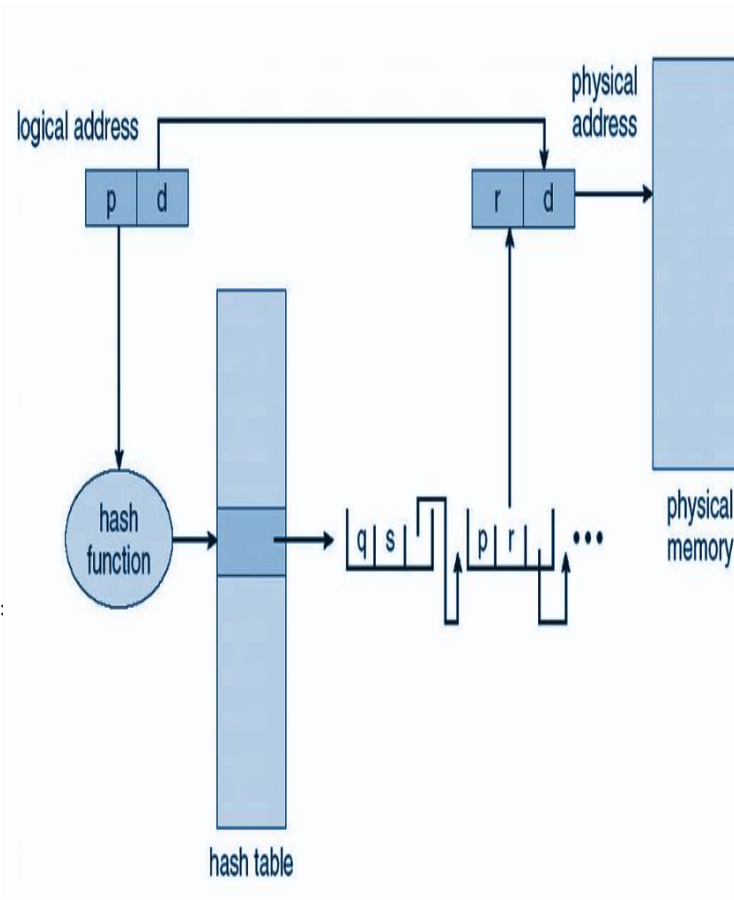 logical address
physical
address
p d
r d
hash
function
q s
p r
•••
physical
memory
:
hash table